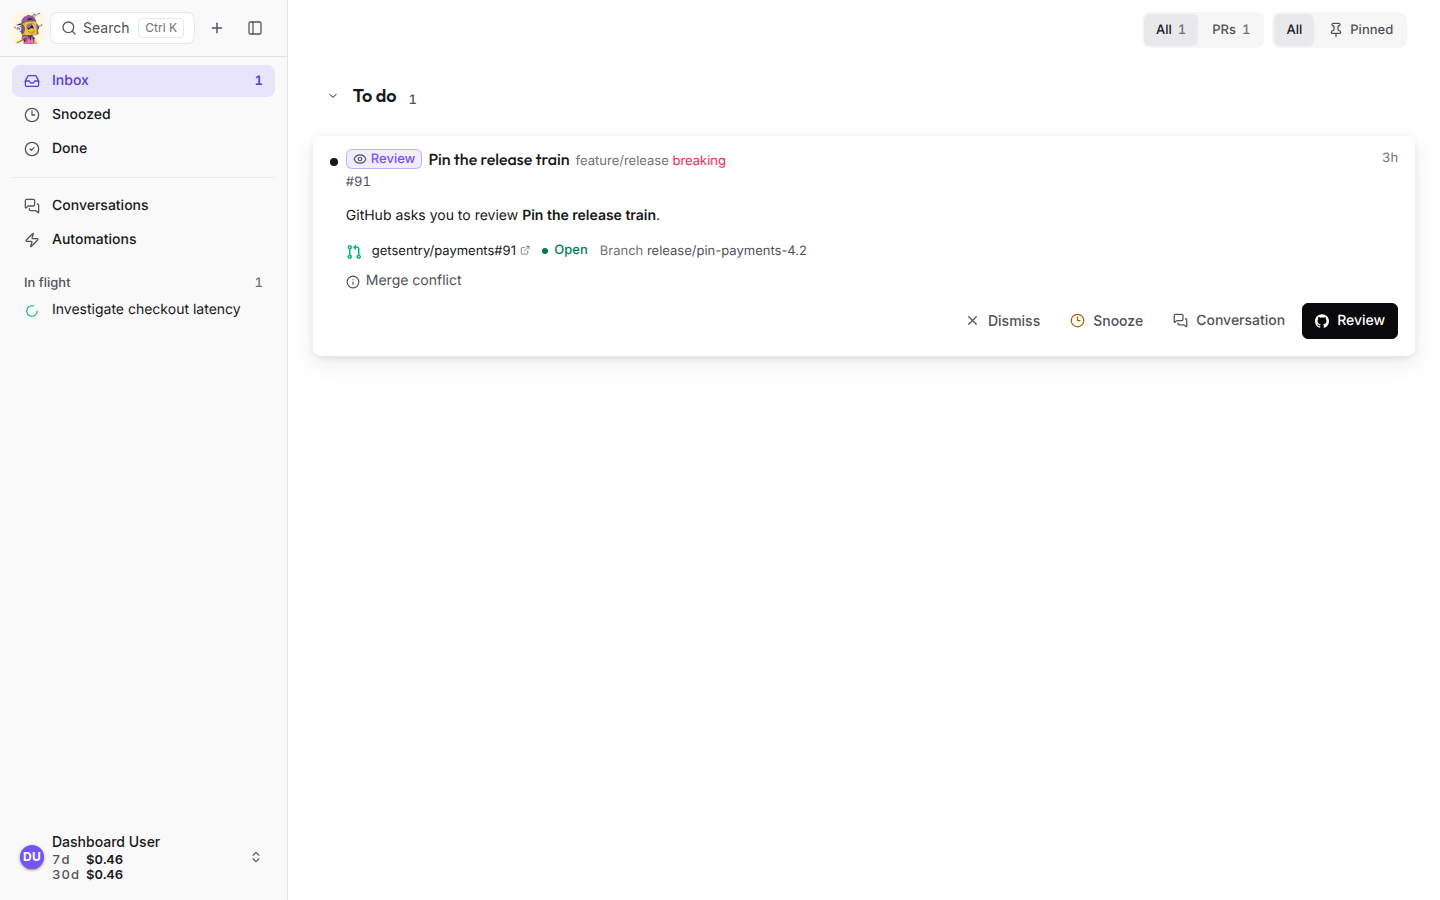 Search Ctrl K
Inbox 1
Snoozed
Done
Conversations
Automations
In flight 1
Investigate checkout latency
DU
Dashboard User
7d $0.46
30d $0.46
All 1 PRs 1 All Pinned
To do 1
Review Pin the release train feature/release breaking 3h
#91
GitHub asks you to review Pin the release train.
getsentry/payments#91 Open Branch release/pin-payments-4.2
Merge conflict
Dismiss Snooze Conversation Review